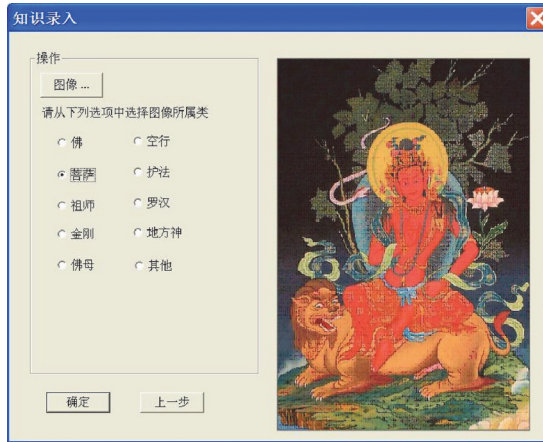 知识录入
操作
图像 ...
请从下列选项中选择图像所属类
佛 空行
菩萨 护法
祖师 罗汉
金刚 地方神
佛母 其他
确定 上一步